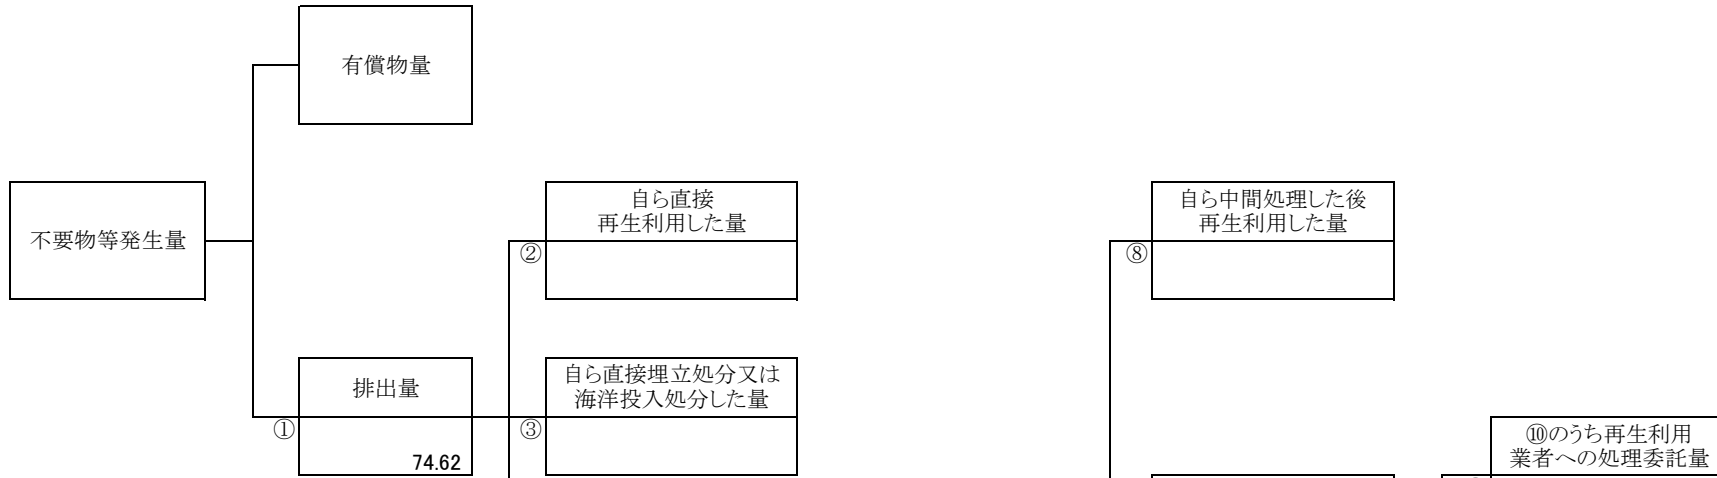 有償物量
不要物等発生量
自ら直接
再生利用した量
②
自ら中間処理した後
再生利用した量
⑧
排出量
①
74.62
自ら直接埋立処分又は
海洋投入処分した量
③
⑩のうち再生利用
業者への処理委託量